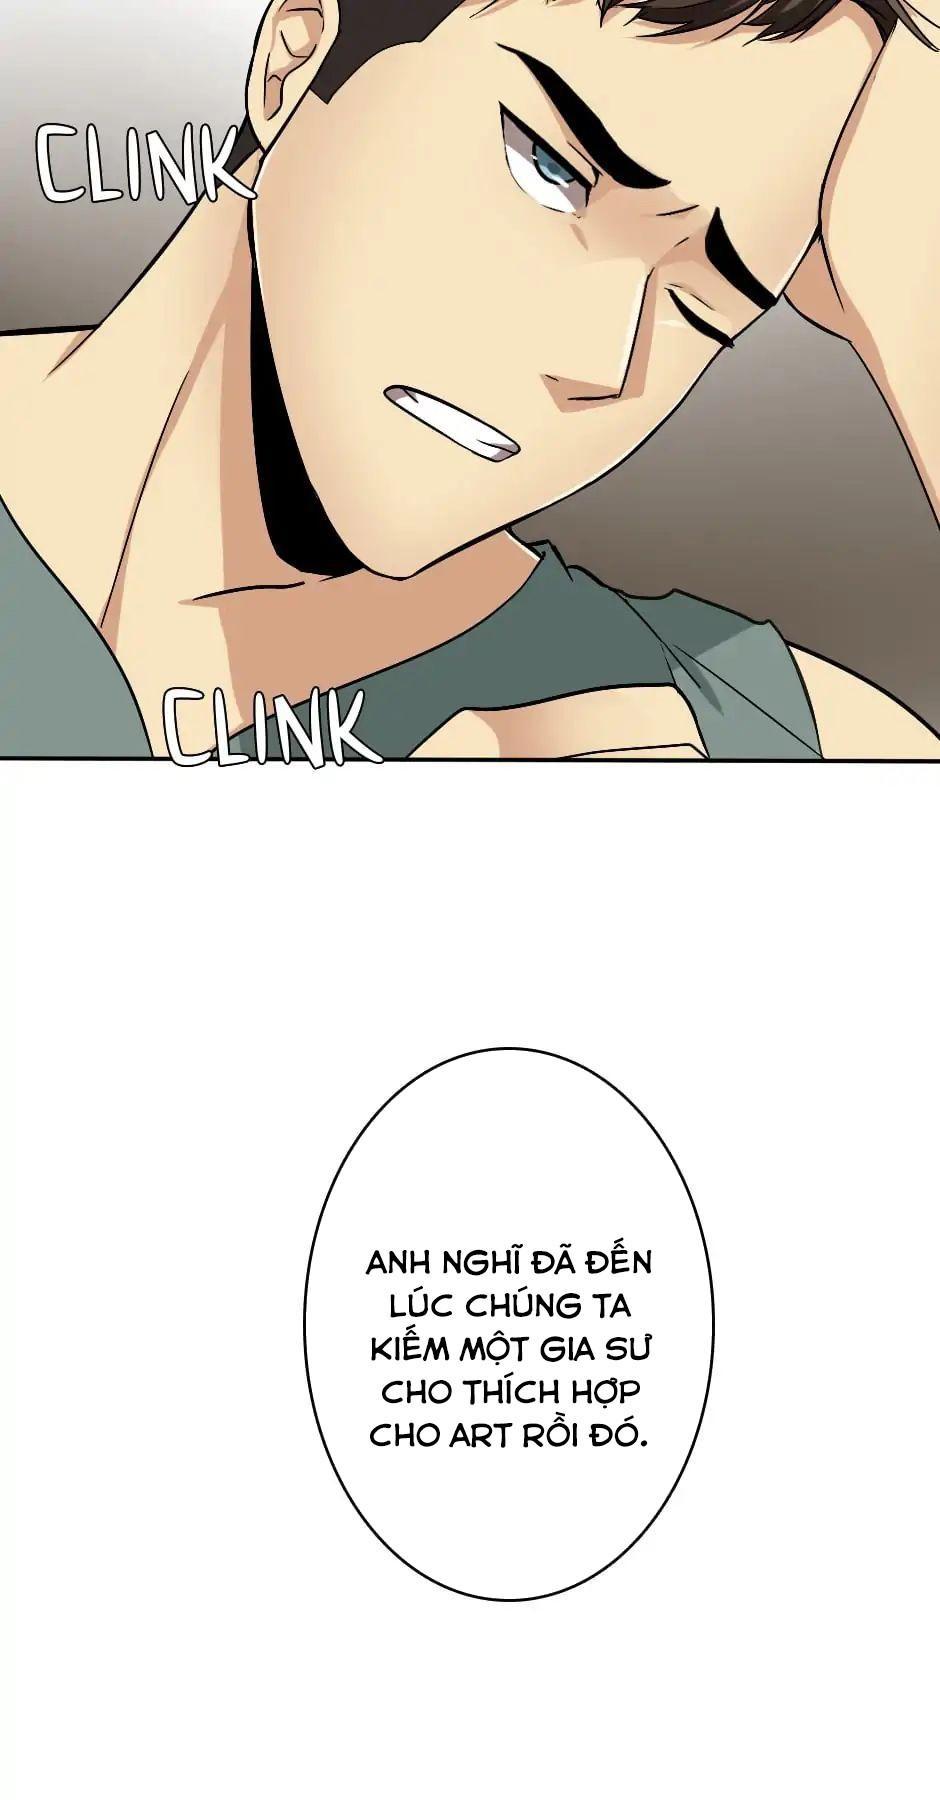 CLINK
CLINK
ANH NGHĨ ĐÃ ĐẾN
LÚC CHÚNG TA
KIẾM MỘT GIA SƯ
CHO THÍCH HỢP
CHO ART RỒI ĐÓ.